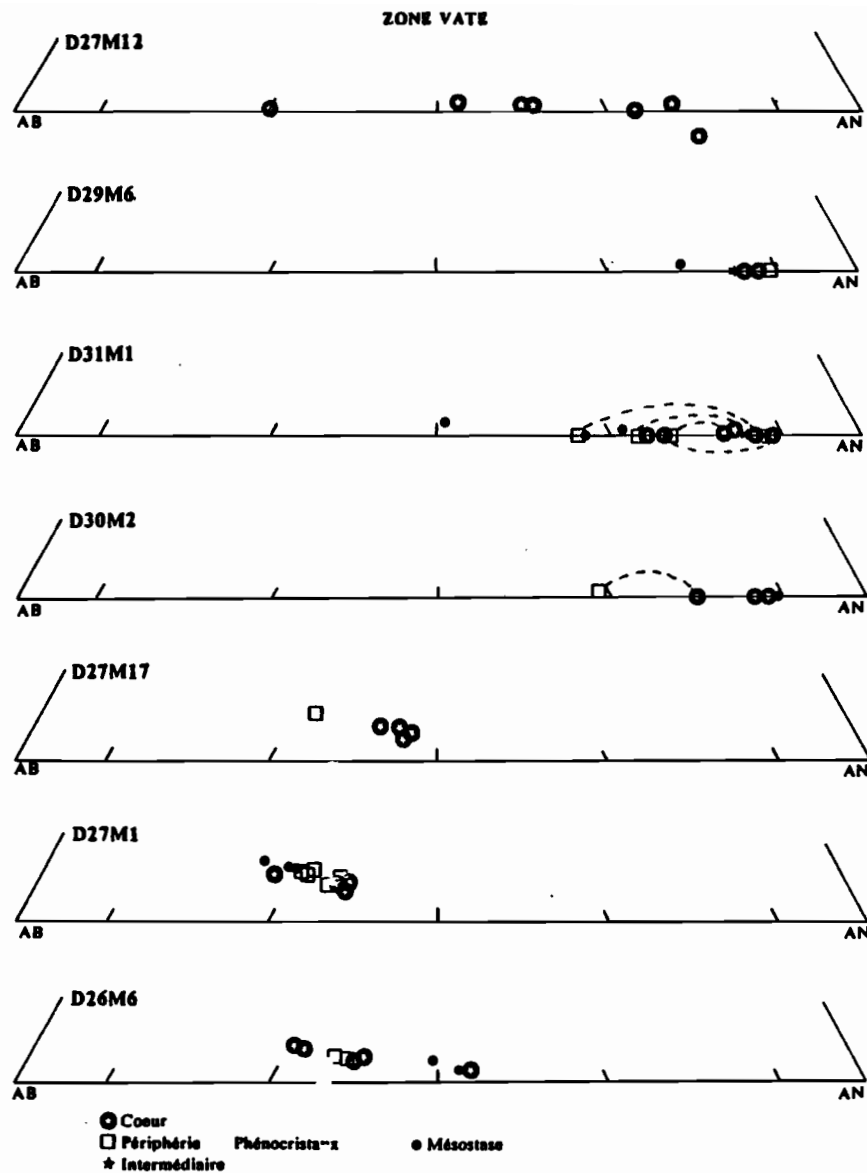 ZONE VATE
D27M12
AB AN
D29M6.
AB AN
D31M1
AB AN
D30M2
AB AN
D27M17
AB AN
D27M1
AB AN
D26M6
AB AN
Coeur
Périphérie Phénocristaux Mésostase
Intermédiaire